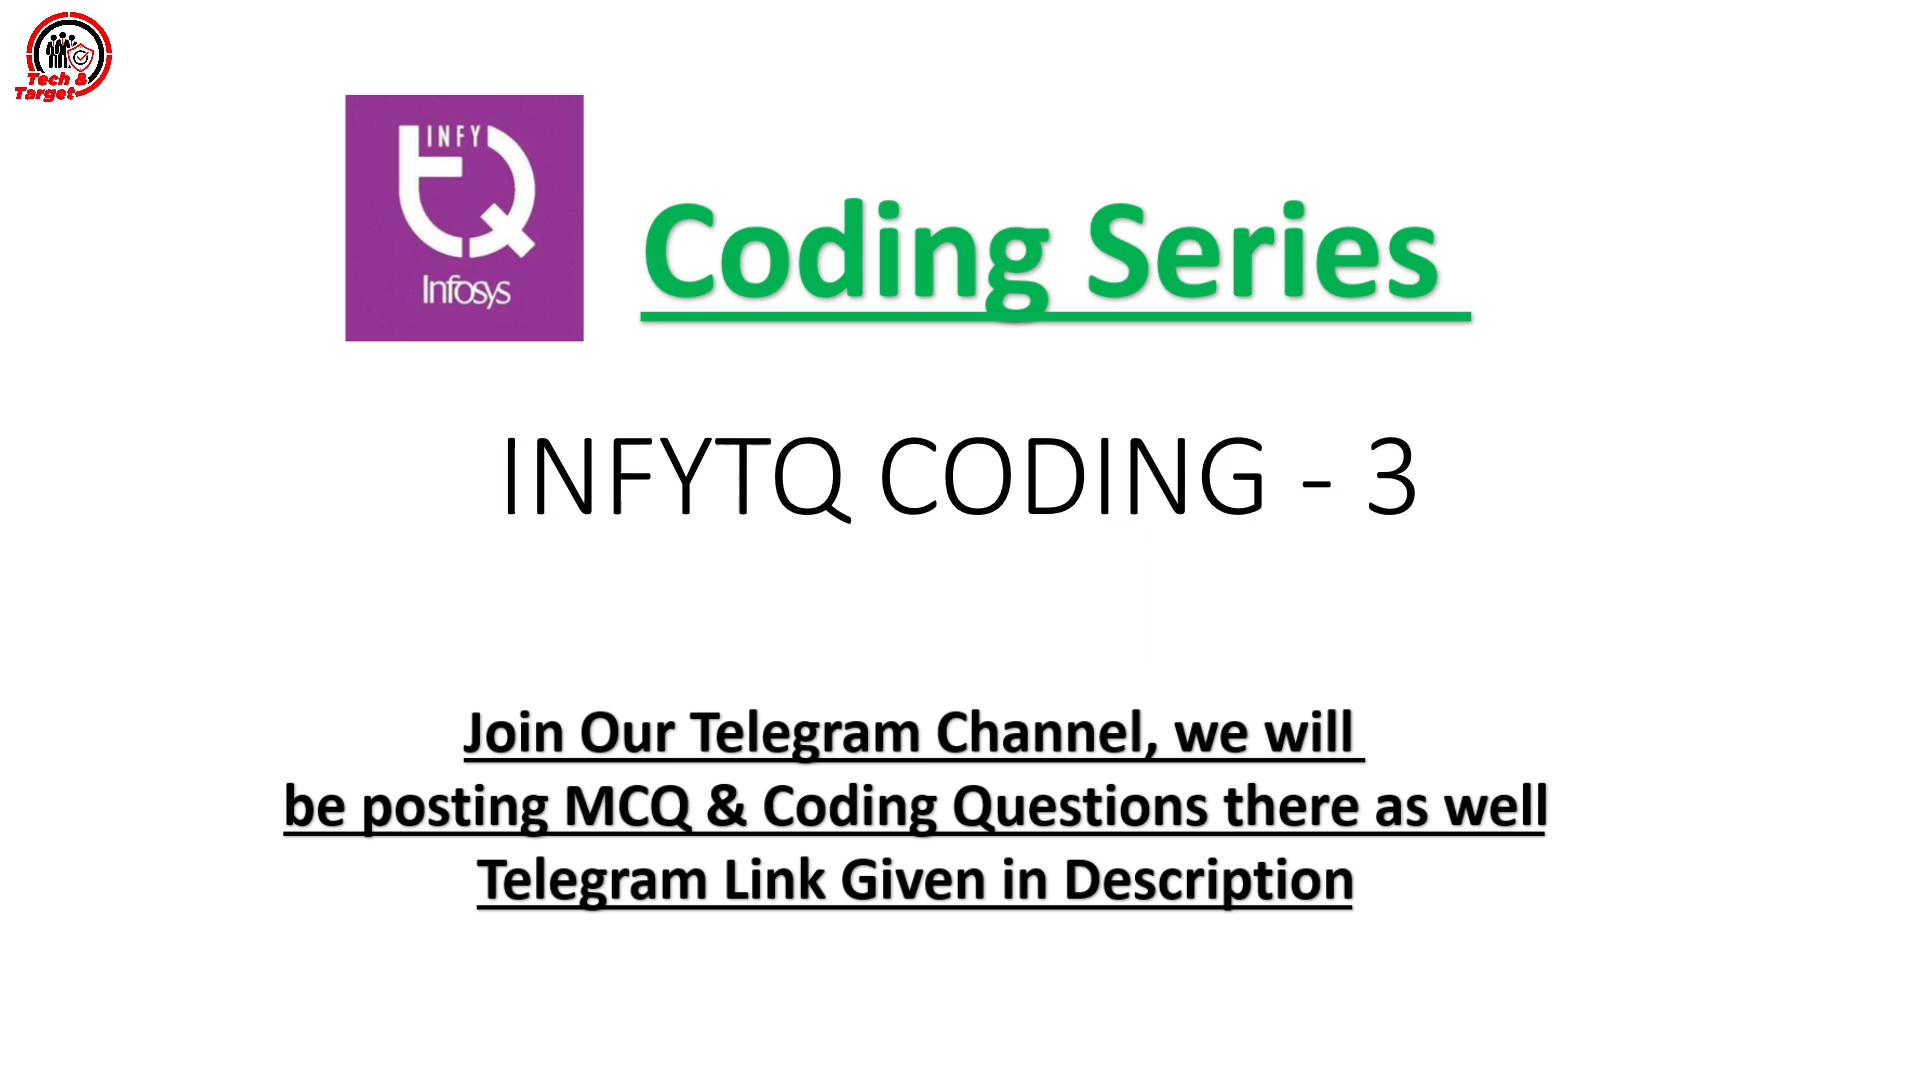 Tech &
Target
INFY
TQ
Infosys
Coding Series
INFYTQ CODING - 3
Join Our Telegram Channel, we will
be posting MCQ & Coding Questions there as well
Telegram Link Given in Description